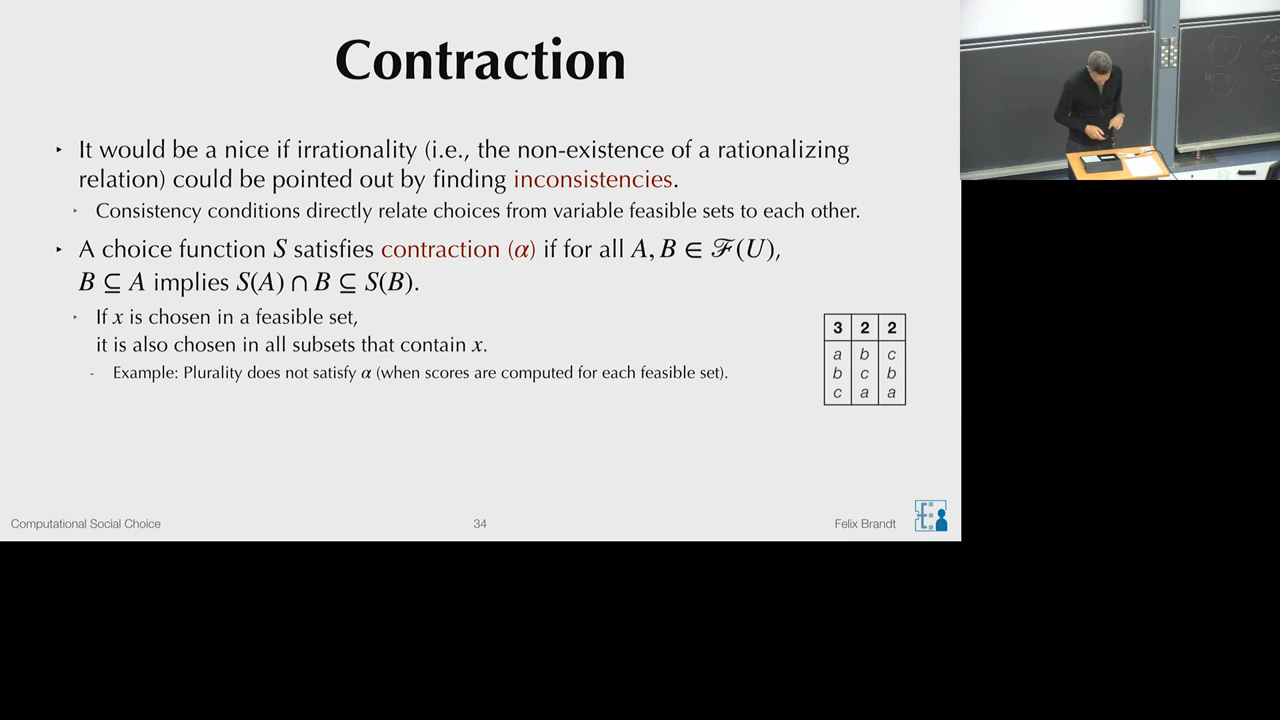 Contraction
‣ It would be a nice if irrationality (i.e., the non-existence of a rationalizing
relation) could be pointed out by finding inconsistencies.
‣ Consistency conditions directly relate choices from variable feasible sets to each other.
‣ A choice function S satisfies contraction (α) if for all A, B ∈ ℱ(U),
B ⊆ A implies S(A) ∩ B ⊆ S(B).
‣ If x is chosen in a feasible set,
it is also chosen in all subsets that contain x.
- Example: Plurality does not satisfy α (when scores are computed for each feasible set).
3 2 2
a b c
b c b
c a a
Computational Social Choice 34 Felix Brandt